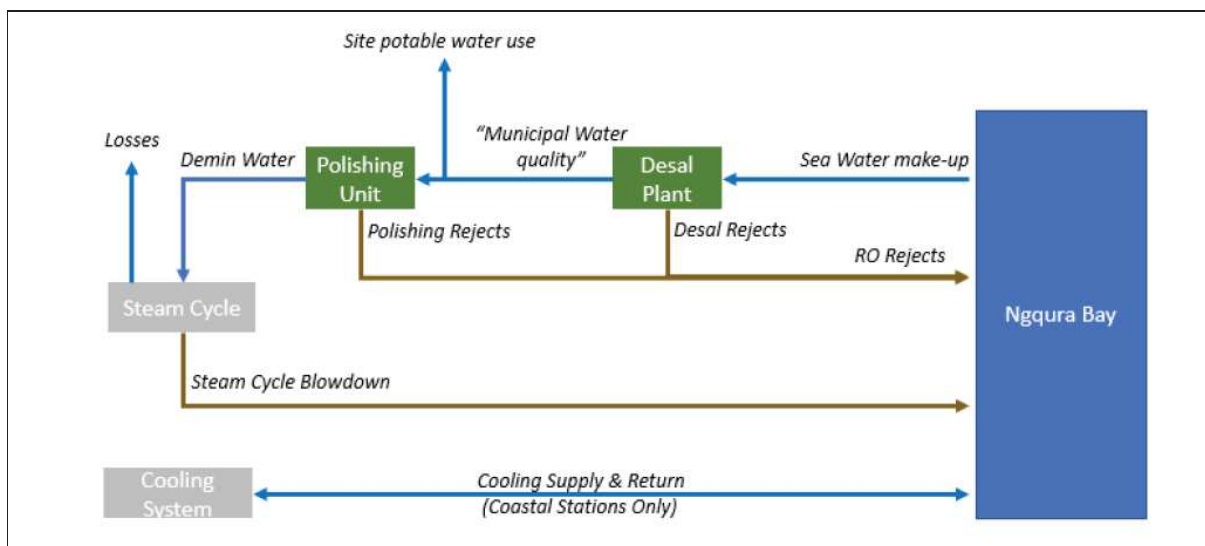 Site potable water use
Losses
Demin Water
Polishing
Unit
“Municipal Water
quality”
Desal
Plant
Sea Water make-up
Polishing Rejects
Desal Rejects
RO Rejects
Steam Cycle
Ngqura Bay
Steam Cycle Blowdown
Cooling
System
Cooling Supply & Return
(Coastal Stations Only)